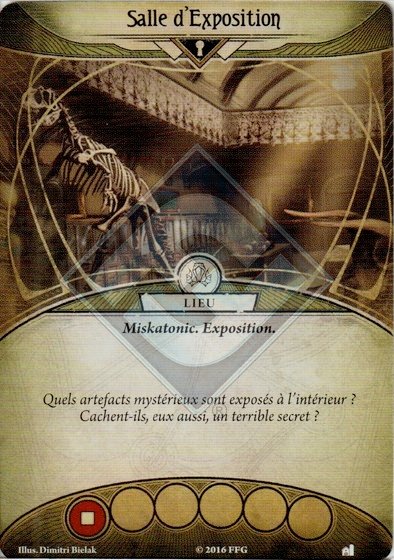 Salle d'Exposition
LIEU
Miskatonic. Exposition.
Quels artefacts mystérieux sont exposés à l'intérieur ?
Cachent-ils, eux aussi, un terrible secret ?
®
Illus. Dimitri Bielak
© 2016 FFG